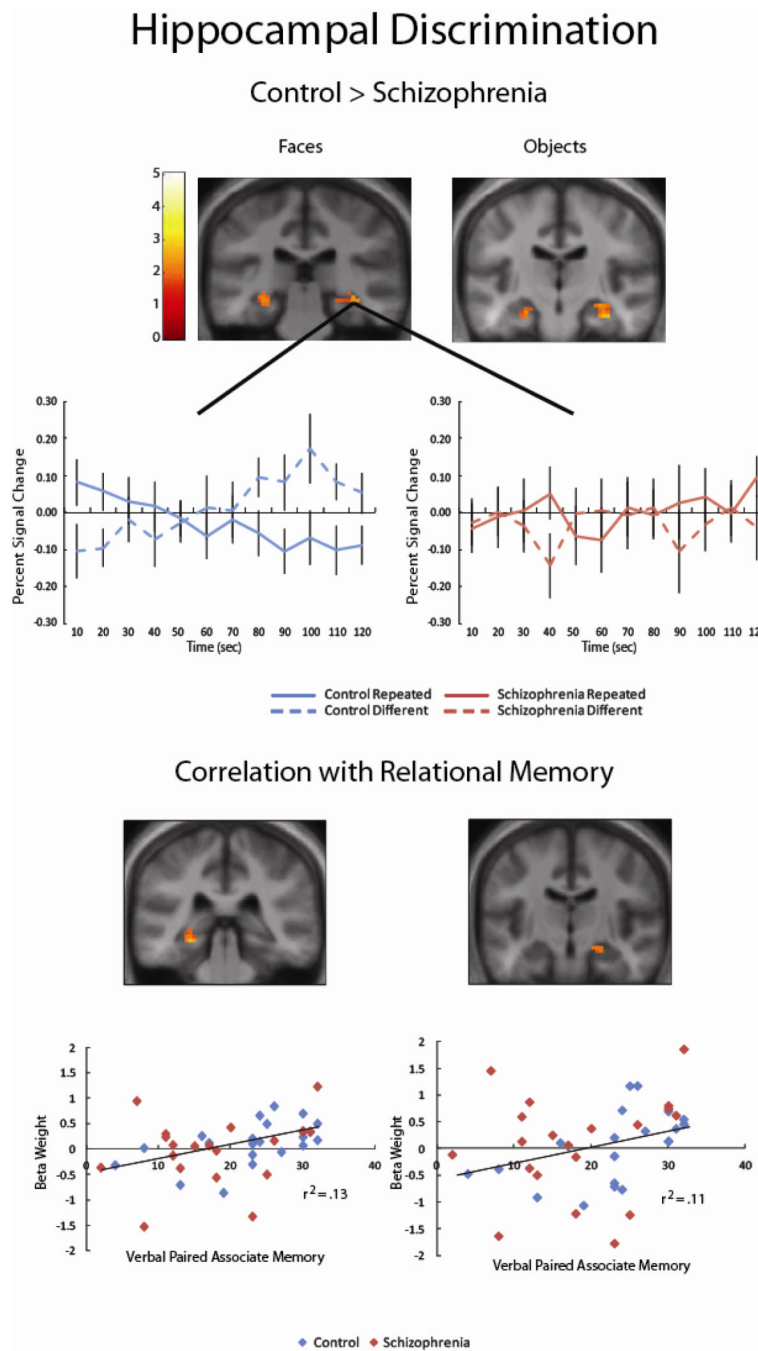 Hippocampal Discrimination
Control > Schizophrenia
Faces
Objects
5
4
3
2
1
0
Percent Signal Change
0.30
0.20
0.10
0.00
-0.10
-0.20
-0.30
10 20 30 40 50 60 70 80 90 100 110 120
Time (sec)
Percent Signal Change
0.30
0.20
0.10
0.00
-0.10
-0.20
-0.30
10 20 30 40 50 60 70 80 90 100 110 12
Time (sec)
Control Repeated
Schizophrenia Repeated
Control Different
Schizophrenia Different
Correlation with Relational Memory
Beta Weight
2
1.5
1
0.5
0
-0.5
-1
-1.5
-2
0 10 20 30 40
r2=.13
Verbal Paired Associate Memory
Beta Weight
2
1.5
1
0.5
0
-0.5
-1
-1.5
-2
0 10 20 30 40
r2=.11
Verbal Paired Associate Memory
Control
Schizophrenia